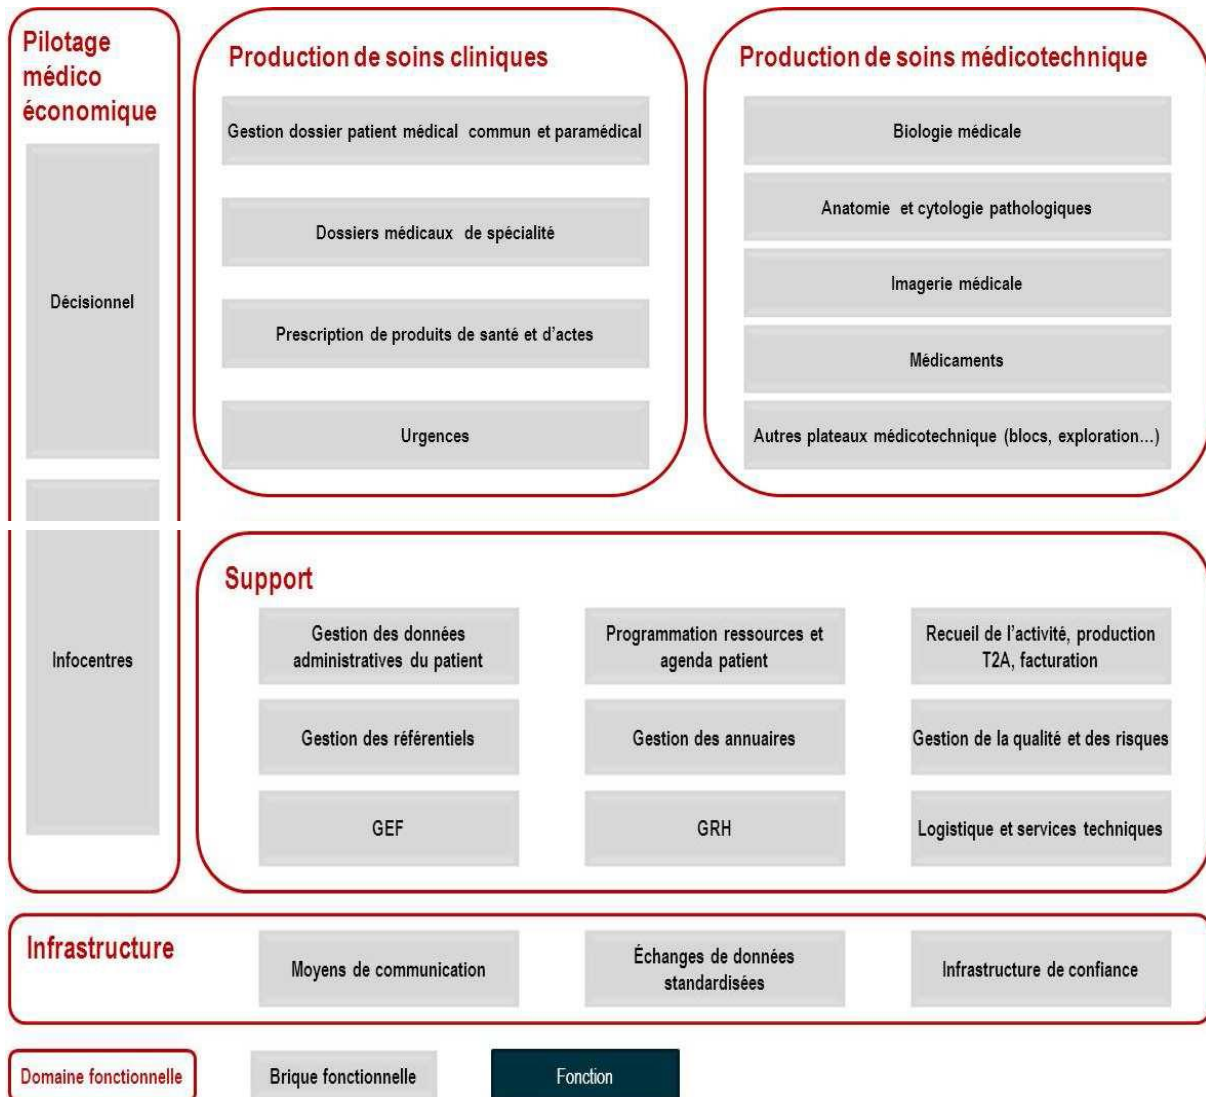 Pilotage
médico
économique
Décisionnel
Infocentres
Production de soins cliniques
Gestion dossier patient médical commun et paramédical
Dossiers médicaux de spécialité
Prescription de produits de santé et d'actes
Urgences
Production de soins médicotechnique
Biologie médicale
Anatomie et cytologie pathologiques
Imagerie médicale
Médicaments
Autres plateaux médicotechnique (blocs, exploration...)
Support
Gestion des données
administratives du patient
Programmation ressources et
agenda patient
Recueil de l'activité, production
T2A, facturation
Gestion des référentiels
Gestion des annuaires
Gestion de la qualité et des risques
GEF
GRH
Logistique et services techniques
Infrastructure
Moyens de communication
Échanges de données
standardisées
Infrastructure de confiance
Domaine fonctionnelle
Brique fonctionnelle
Fonction